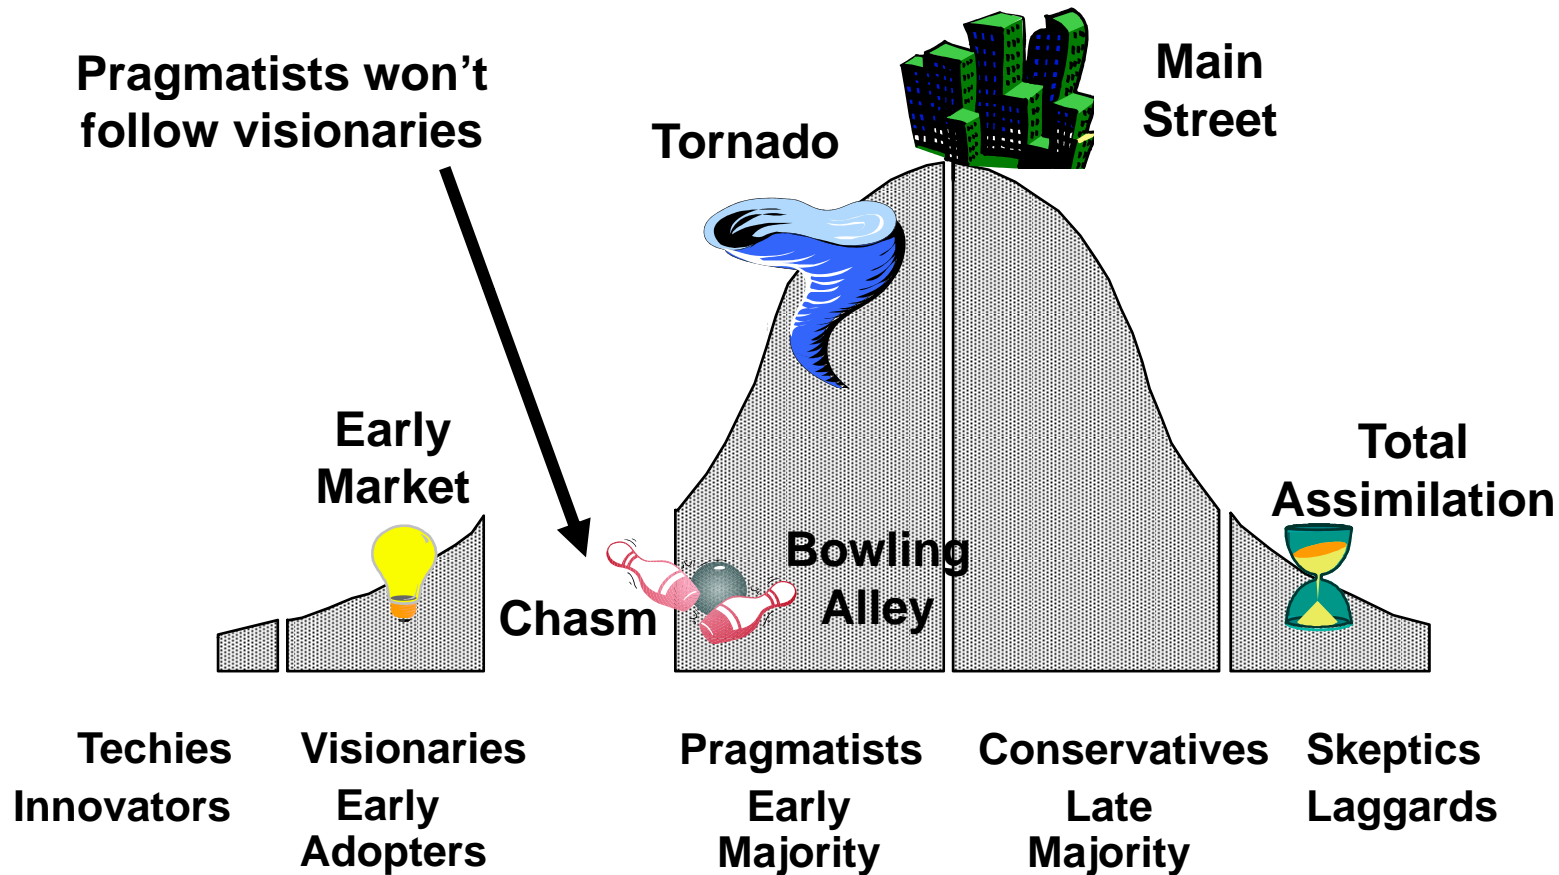 Pragmatists won’t
follow visionaries
Tornado
Main
Street
Early
Market
Total
Assimilation
Chasm
Bowling
Alley
Techies
Innovators
Visionaries
Early
Adopters
Pragmatists
Early
Majority
Conservatives
Late
Majority
Skeptics
Laggards